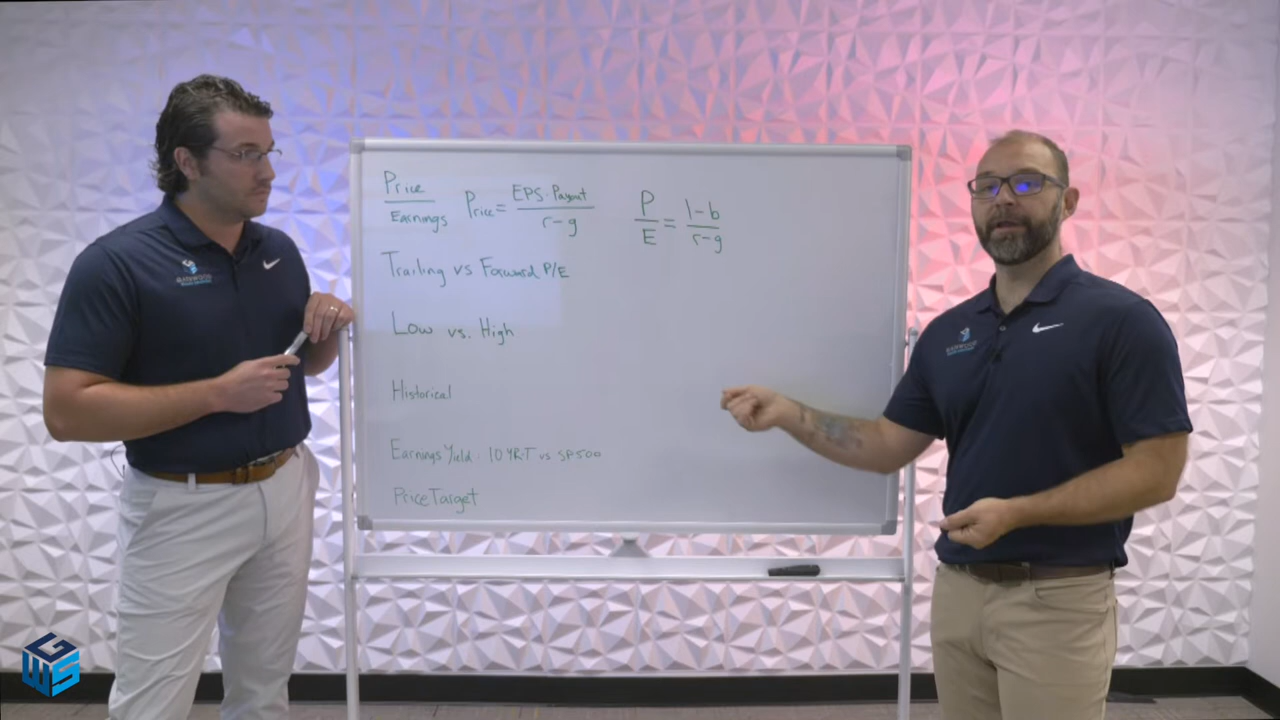 Price
Earnings
Price = EPS · Payout
r-g
P/E = 1-b
r-g
Trailing vs Forward P/E
Low vs. High
Historical
Earnings Yield · 10 YR·T vs SP500
Price Target
GWS